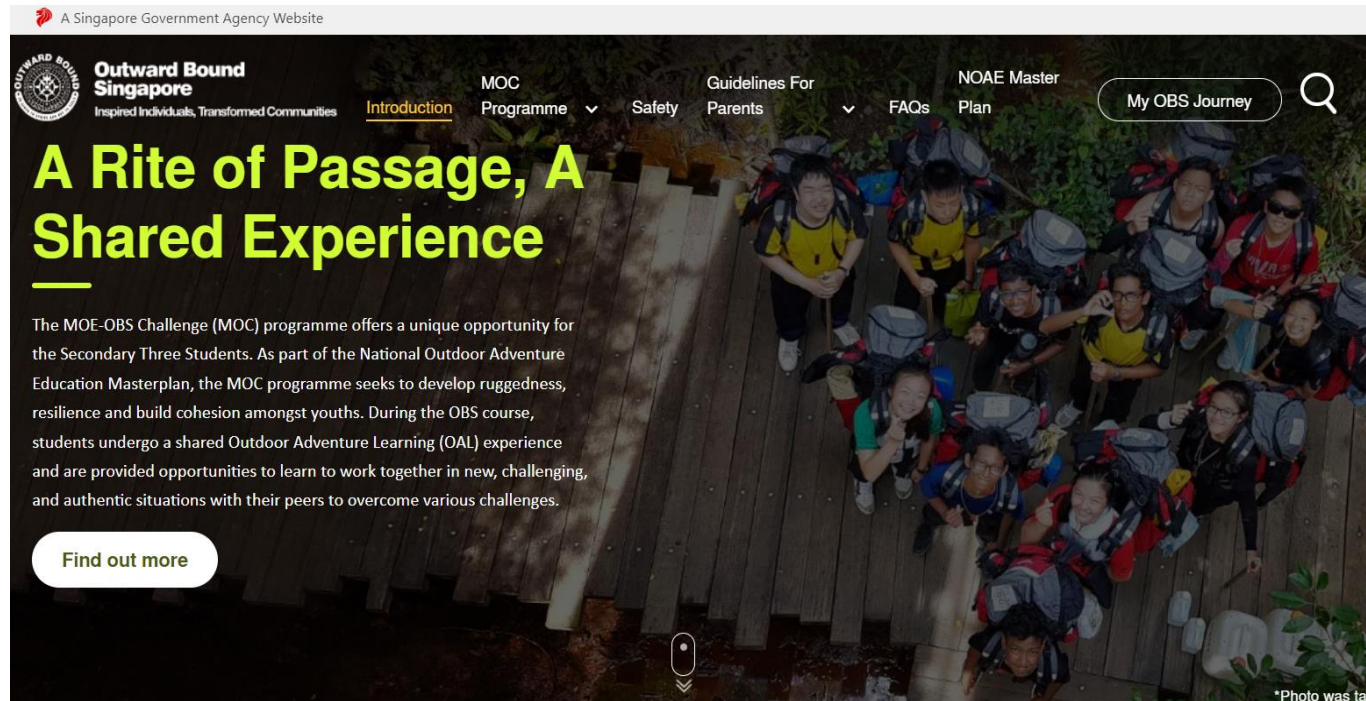 A Singapore Government Agency Website
OUTWARD BOUND
Outward Bound
Singapore
Inspired Individuals, Transformed Communities
Introduction
MOC
Programme
Safety
Guidelines For
Parents
FAQs
NOAE Master
Plan
My OBS Journey
A Rite of Passage, A
Shared Experience
The MOE-OBS Challenge (MOC) programme offers a unique opportunity for
the Secondary Three Students. As part of the National Outdoor Adventure
Education Masterplan, the MOC programme seeks to develop ruggedness,
resilience and build cohesion amongst youths. During the OBS course,
students undergo a shared Outdoor Adventure Learning (OAL) experience
and are provided opportunities to learn to work together in new, challenging,
and authentic situations with their peers to overcome various challenges.
Find out more
*Photo was ta